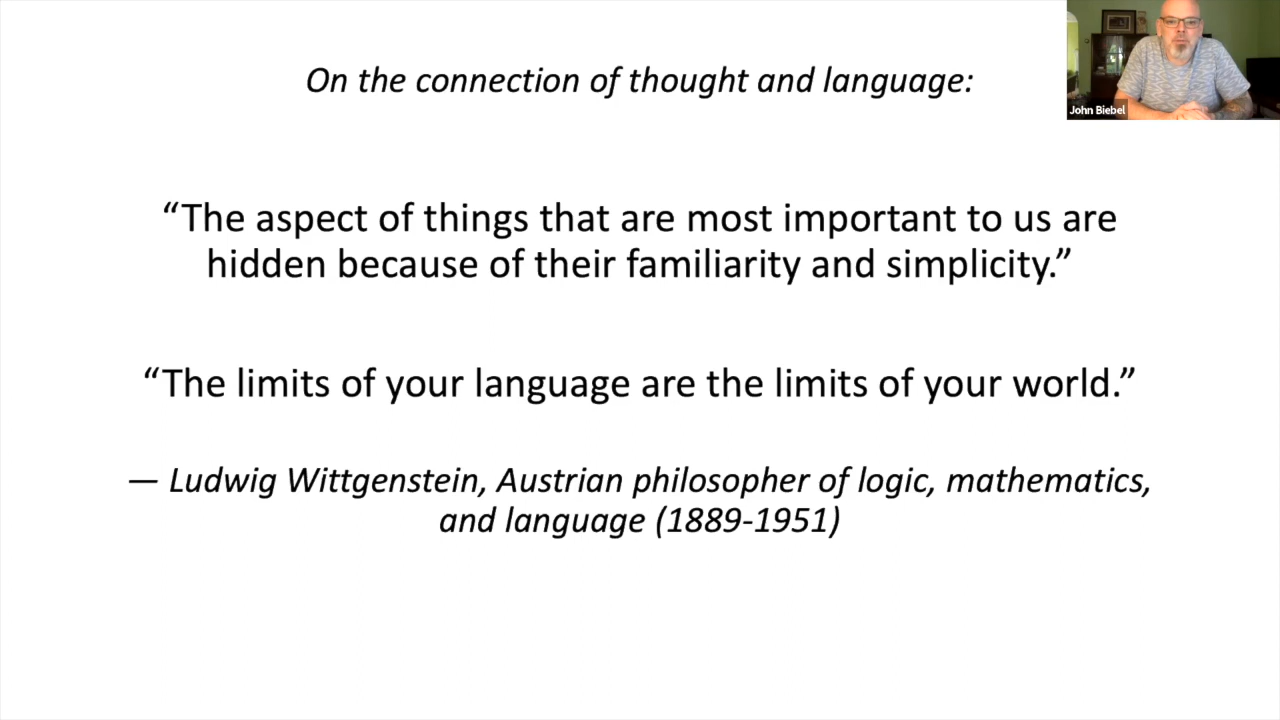 On the connection of thought and language:
John Biebel
“The aspect of things that are most important to us are
hidden because of their familiarity and simplicity.”
“The limits of your language are the limits of your world.”
— Ludwig Wittgenstein, Austrian philosopher of logic, mathematics,
and language (1889-1951)